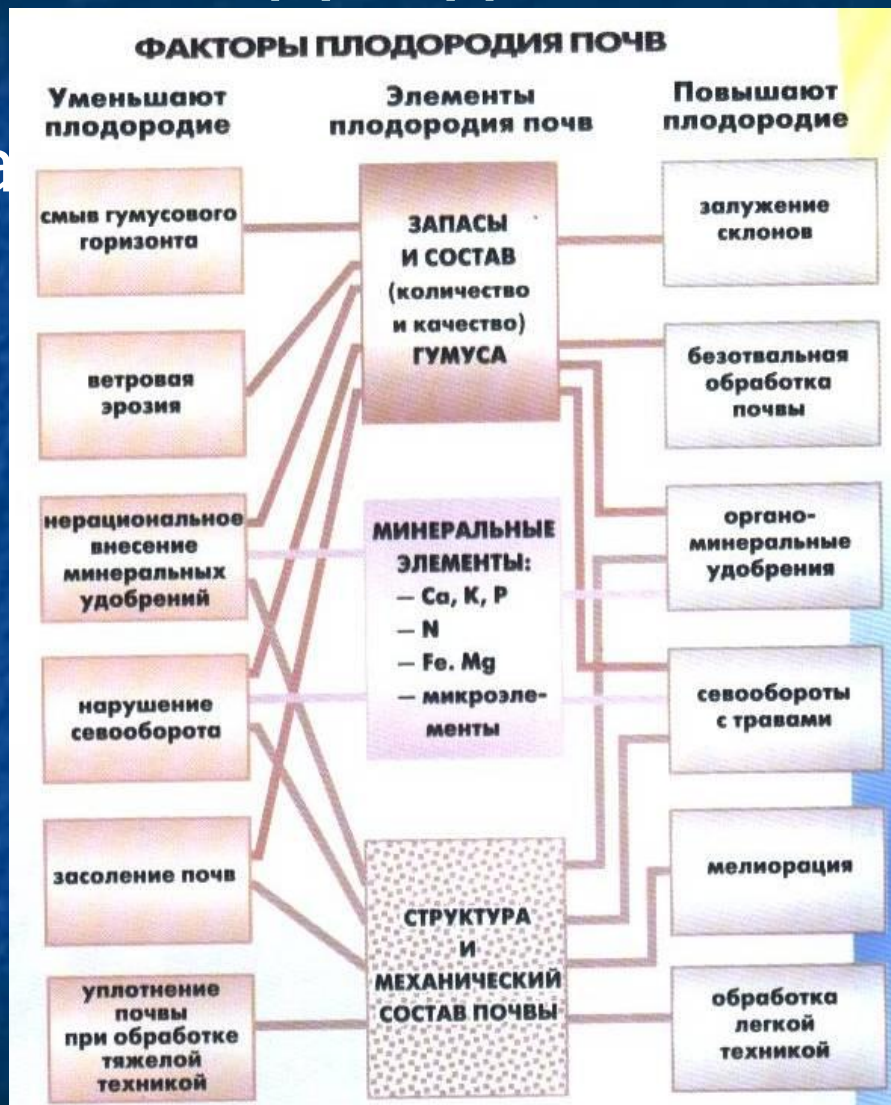 ФАКТОРЫ ПЛОДОРОДИЯ ПОЧВ
Уменьшают
плодородие
Элементы
плодородия почв
Повышают
плодородие
смыв гумусового
горизонта
ветровая
эрозия
нерациональное
внесение
минеральных
удобрений
нарушение
севооборота
засоление почв
уплотнение
почвы
при обработке
тяжелой
техникой
ЗАПАСЫ
И СОСТАВ
(количество
и качество)
ГУМУСА
МИНЕРАЛЬНЫЕ
ЭЛЕМЕНТЫ:
— Ca, K, P
— N
— Fe. Mg
— микроэле-
менты
СТРУКТУРА
И
МЕХАНИЧЕСКИЙ
СОСТАВ ПОЧВЫ
залужение
склонов
безотвальная
обработка
почвы
органо-
минеральные
удобрения
севообороты
с травами
мелиорация
обработка
легкой
техникой